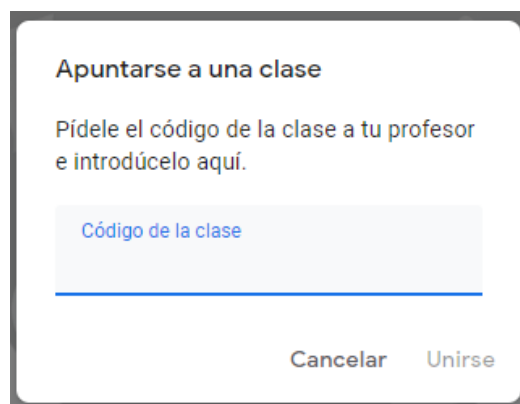 Apuntarse a una clase
Pídele el código de la clase a tu profesor
e introdúcelo aquí.
Código de la clase
Cancelar Unirse